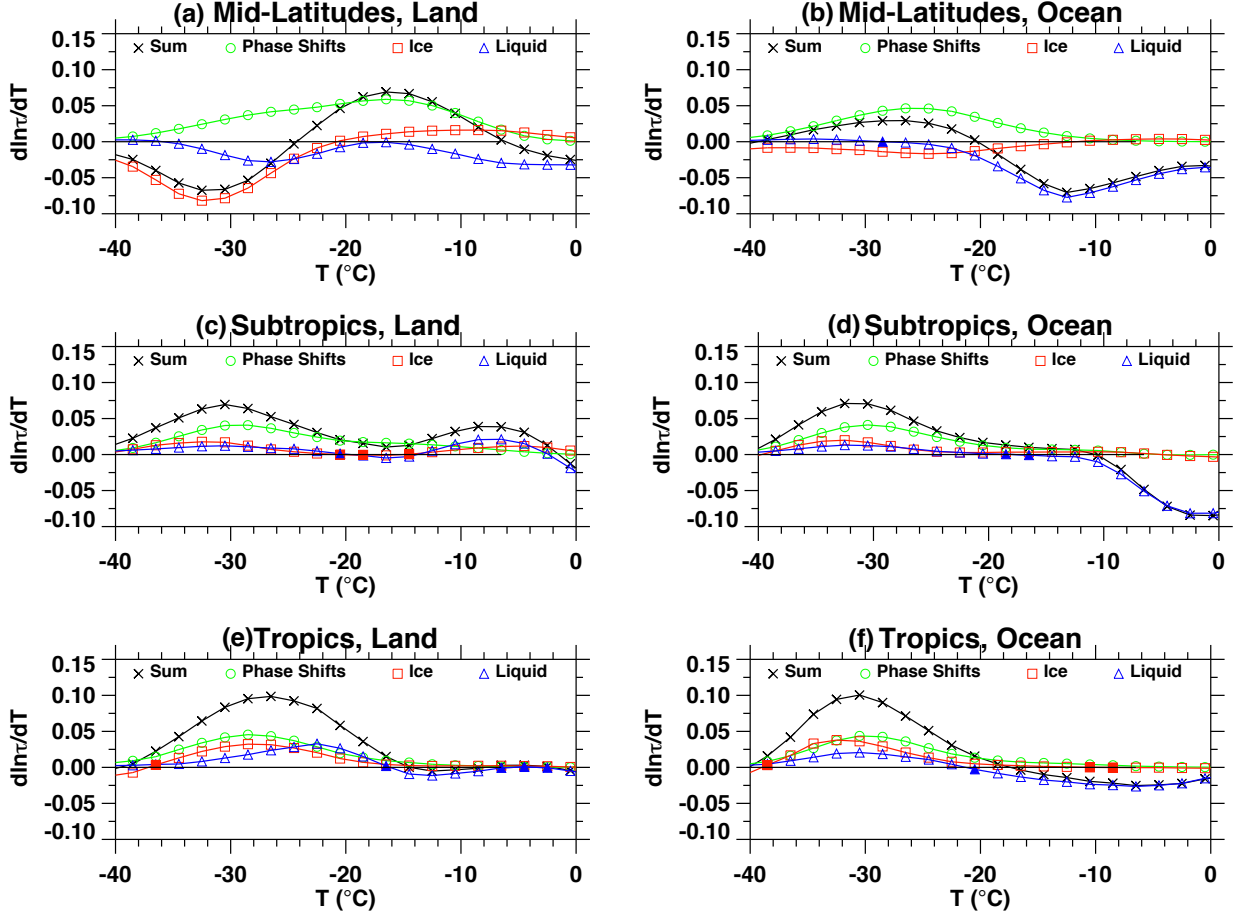 (a) Mid-Latitudes, Land
Sum Phase Shifts Ice Liquid
dlnτ/dT
0.15
0.10
0.05
0.00
-0.05
-0.10
-40 -30 -20 -10 0
T (°C)
(b) Mid-Latitudes, Ocean
Sum Phase Shifts Ice Liquid
dlnτ/dT
0.15
0.10
0.05
0.00
-0.05
-0.10
-40 -30 -20 -10 0
T (°C)
(c) Subtropics, Land
Sum Phase Shifts Ice Liquid
dlnτ/dT
0.15
0.10
0.05
0.00
-0.05
-0.10
-40 -30 -20 -10 0
T (°C)
(d) Subtropics, Ocean
Sum Phase Shifts Ice Liquid
dlnτ/dT
0.15
0.10
0.05
0.00
-0.05
-0.10
-40 -30 -20 -10 0
T (°C)
(e) Tropics, Land
Sum Phase Shifts Ice Liquid
dlnτ/dT
0.15
0.10
0.05
0.00
-0.05
-0.10
-40 -30 -20 -10 0
T (°C)
(f) Tropics, Ocean
Sum Phase Shifts Ice Liquid
dlnτ/dT
0.15
0.10
0.05
0.00
-0.05
-0.10
-40 -30 -20 -10 0
T (°C)